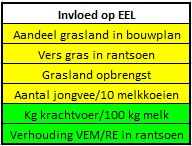 Invloed op EEL
Aandeel grasland in bouwplan
Vers gras in rantsoen
Grasland opbrengst
Aantal jongvee/10 melkkoeien
Kg krachtvoer/100 kg melk
Verhouding VEM/RE in rantsoen